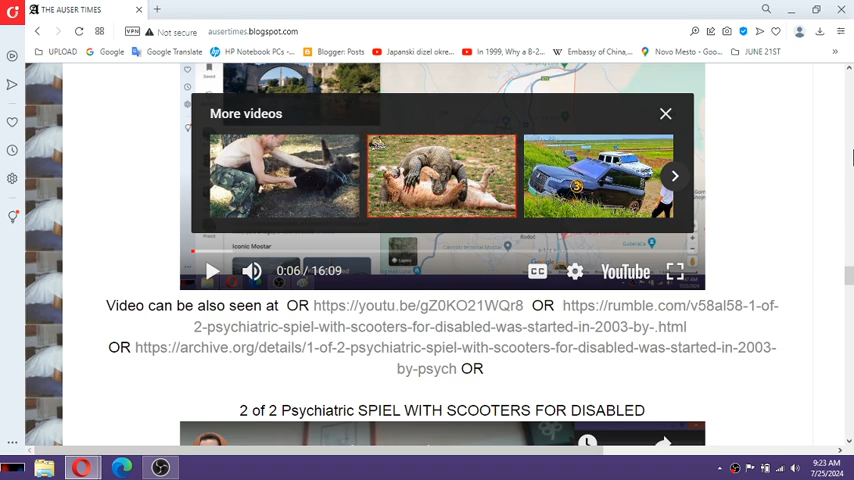 THE AUSER TIMES
VPN Not secure ausertimes.blogspot.com
UPLOAD Google Google Translate HP Notebook PC -... Blogger: Posts Japanski dizel okre... In 1999, Why a B-2... Embassy of China,... Novo Mesto - Goo... JUNE 21ST
Saved
More videos
Iconic Mostar
Rodoč
0:06 / 16:09
CC
YouTube
Video can be also seen at OR https://youtu.be/gZ0KO21WQr8 OR https://rumble.com/v58al58-1-of-
2-psychiatric-spiel-with-scooters-for-disabled-was-started-in-2003-by-.html
OR https://archive.org/details/1-of-2-psychiatric-spiel-with-scooters-for-disabled-was-started-in-2003-
by-psych OR
2 of 2 Psychiatric SPIEL WITH SCOOTERS FOR DISABLED
9:23 AM
7/25/2024